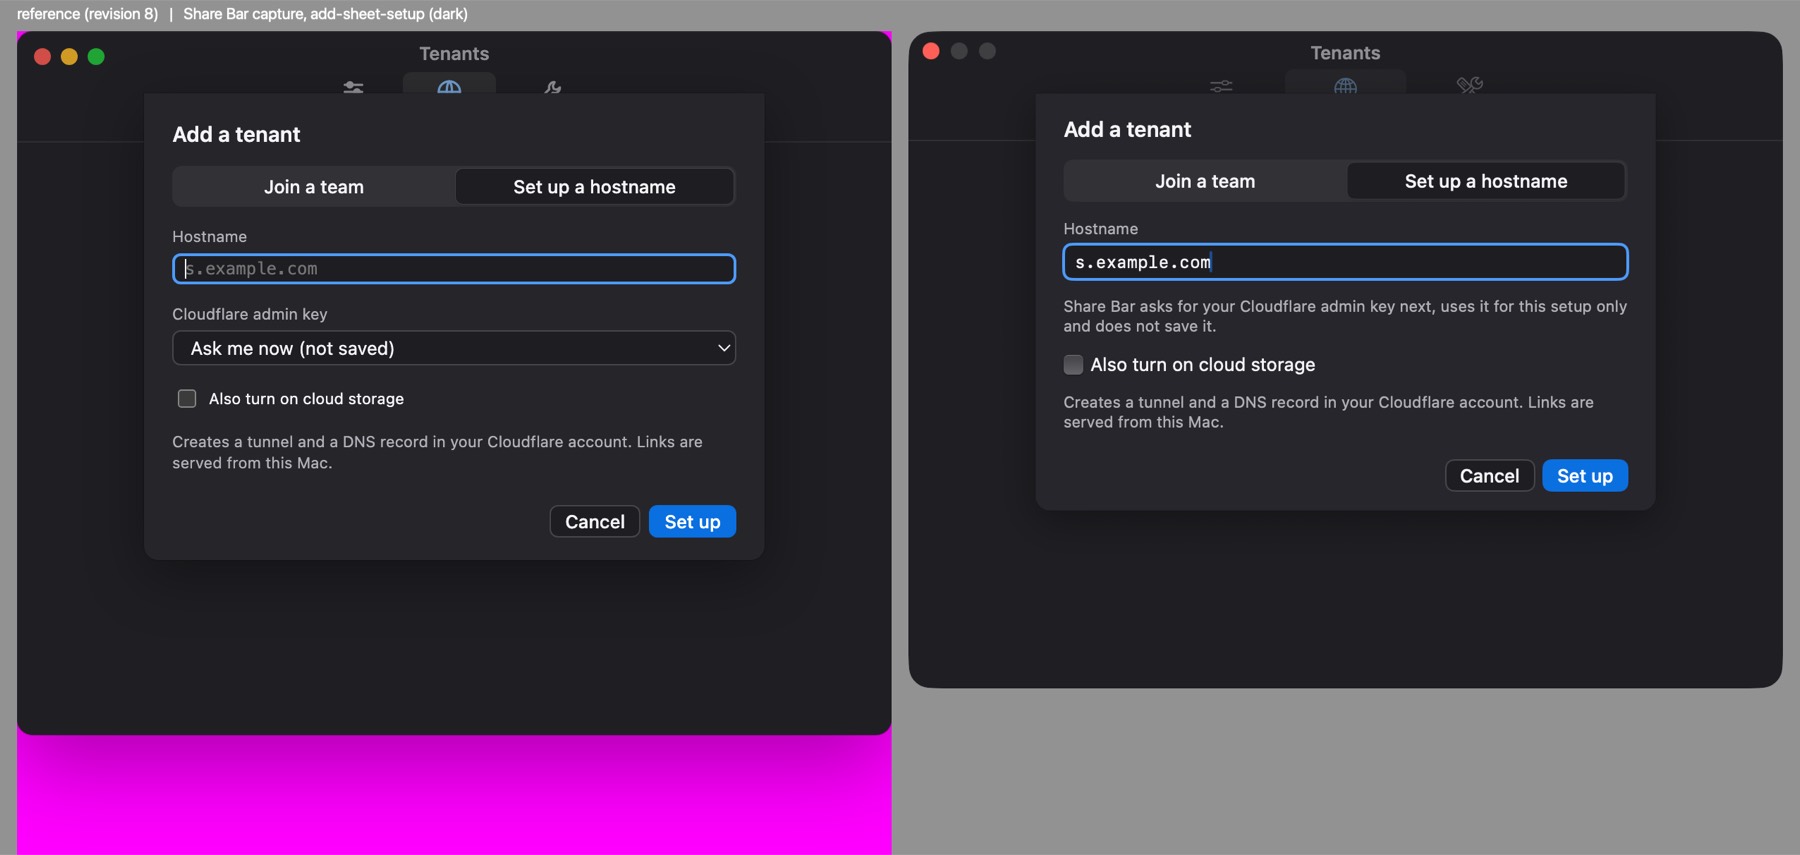 reference (revision 8) | Share Bar capture, add-sheet-setup (dark)
Tenants
Add a tenant
Join a team
Set up a hostname
Hostname
s.example.com
Cloudflare admin key
Ask me now (not saved)
Also turn on cloud storage
Creates a tunnel and a DNS record in your Cloudflare account. Links are
served from this Mac.
Cancel
Set up
Tenants
Add a tenant
Join a team
Set up a hostname
Hostname
s.example.com
Share Bar asks for your Cloudflare admin key next, uses it for this setup only
and does not save it.
Also turn on cloud storage
Creates a tunnel and a DNS record in your Cloudflare account. Links are
served from this Mac.
Cancel
Set up